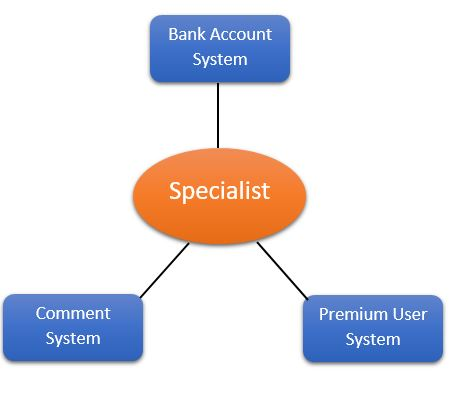 Bank Account
System
Specialist
Comment
System
Premium User
System